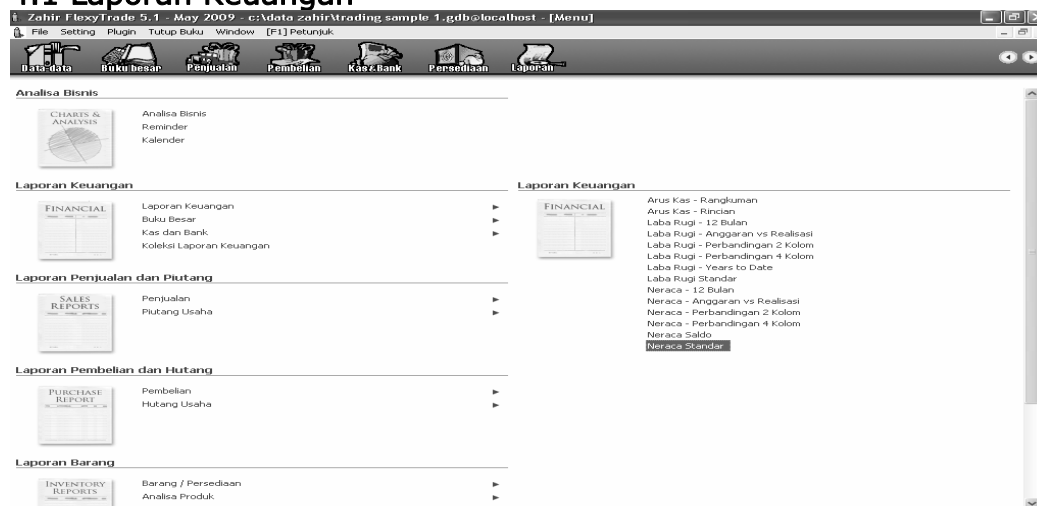 4.1 Laporan Keuangan
Zahir FlexyTrade 5.1 - May 2009 - c:\data zahir\trading sample 1.gdb@localhost - [Menu]
File Setting Plugin Tutup Buku Window [F1] Petunjuk
Data-data Buku besar Penjualan Pembelian Kas & Bank Persediaan Laporan
Analisa Bisnis
CHARTS & ANALYSIS
Analisa Bisnis
Reminder
Kalender
Laporan Keuangan
FINANCIAL
Laporan Keuangan
Buku Besar
Kas dan Bank
Koleksi Laporan Keuangan
Laporan Keuangan
FINANCIAL
Arus Kas - Rangkuman
Arus Kas - Rincian
Laba Rugi - 12 Bulan
Laba Rugi - Anggaran vs Realisasi
Laba Rugi - Perbandingan 2 Kolom
Laba Rugi - Perbandingan 4 Kolom
Laba Rugi - Years to Date
Laba Rugi Standar
Neraca - 12 Bulan
Neraca - Anggaran vs Realisasi
Neraca - Perbandingan 2 Kolom
Neraca - Perbandingan 4 Kolom
Neraca Saldo
Neraca Standar
Laporan Penjualan dan Piutang
SALES
REPORTS
Penjualan
Piutang Usaha
Laporan Pembelian dan Hutang
PURCHASE
REPORT
Pembelian
Hutang Usaha
Laporan Barang
INVENTORY
REPORTS
Barang / Persediaan
Analisa Produk